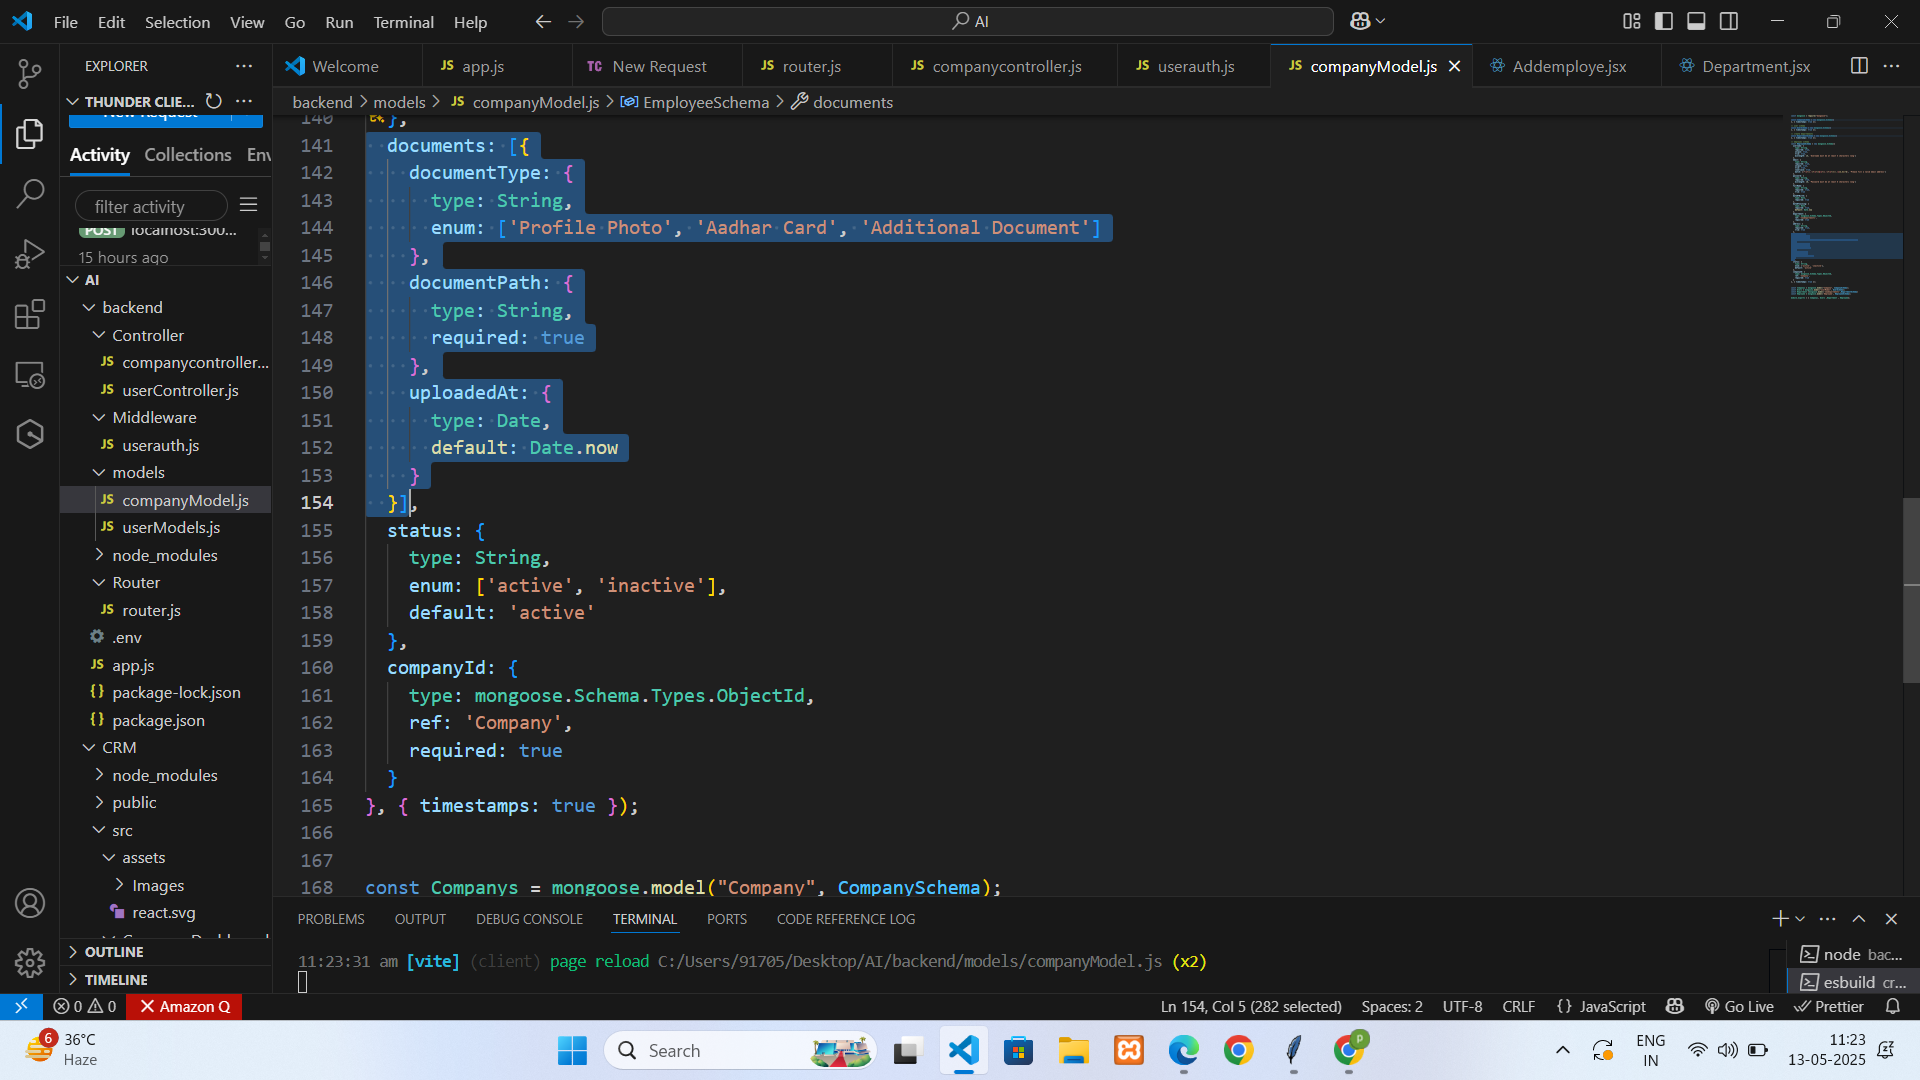 File Edit Selection View Go Run Terminal Help
AI
EXPLORER
Welcome
JS app.js
TC New Request
JS router.js
JS companycontroller.js
JS userauth.js
JS companyModel.js
Addemploye.jsx
Department.jsx
THUNDER CLIE...
backend > models > JS companyModel.js > EmployeeSchema > documents
New Request
Activity Collections Env
filter activity
POST localhost:300...
15 hours ago
AI
backend
Controller
JS companycontroller...
JS userController.js
Middleware
JS userauth.js
models
JS companyModel.js
JS userModels.js
node_modules
Router
JS router.js
.env
JS app.js
{} package-lock.json
{} package.json
CRM
node_modules
public
src
assets
Images
react.svg
OUTLINE
TIMELINE
140 },
141 documents: [{
142 documentType: {
143 type: String,
144 enum: ['Profile Photo', 'Aadhar Card', 'Additional Document']
145 },
146 documentPath: {
147 type: String,
148 required: true
149 },
150 uploadedAt: {
151 type: Date,
152 default: Date.now
153 }
154 }],
155 status: {
156 type: String,
157 enum: ['active', 'inactive'],
158 default: 'active'
159 },
160 companyId: {
161 type: mongoose.Schema.Types.ObjectId,
162 ref: 'Company',
163 required: true
164 }
165 }, { timestamps: true });
166
167
168 const Companys = mongoose.model("Company", CompanySchema);
PROBLEMS OUTPUT DEBUG CONSOLE TERMINAL PORTS CODE REFERENCE LOG
11:23:31 am [vite] (client) page reload C:/Users/91705/Desktop/AI/backend/models/companyModel.js (x2)
node bac...
esbuild cr...
0 0 Amazon Q
Ln 154, Col 5 (282 selected) Spaces: 2 UTF-8 CRLF {} JavaScript Go Live Prettier
6
36°C
Haze
Search
P
ENG
IN
11:23
13-05-2025